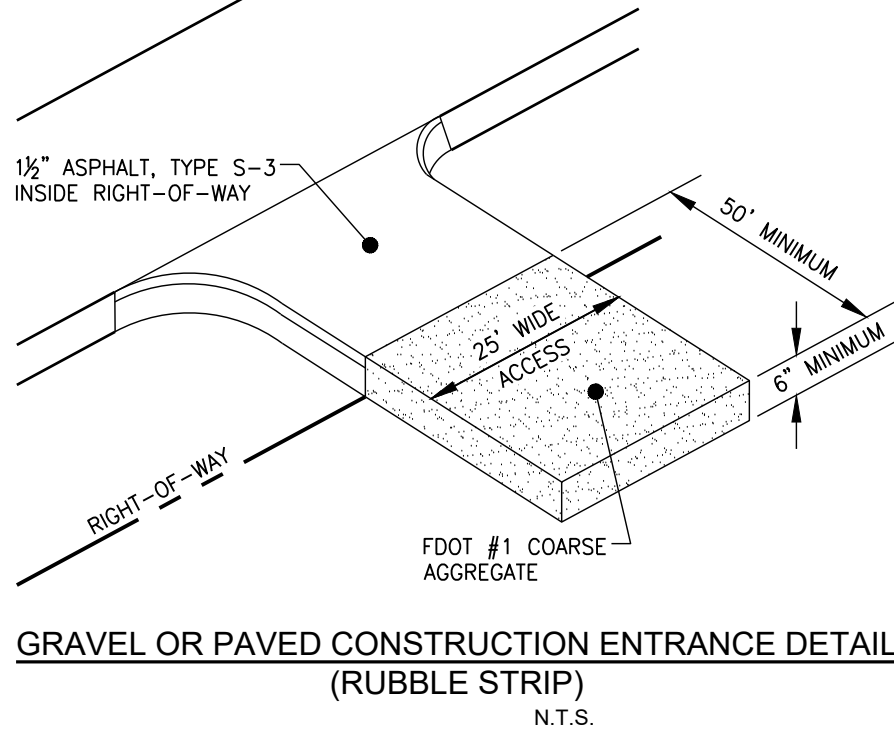 1½" ASPHALT, TYPE S-3
INSIDE RIGHT-OF-WAY
50' MINIMUM
25' WIDE
ACCESS
6" MINIMUM
RIGHT-OF-WAY
FDOT #1 COARSE
AGGREGATE
GRAVEL OR PAVED CONSTRUCTION ENTRANCE DETAIL
(RUBBLE STRIP)
N.T.S.